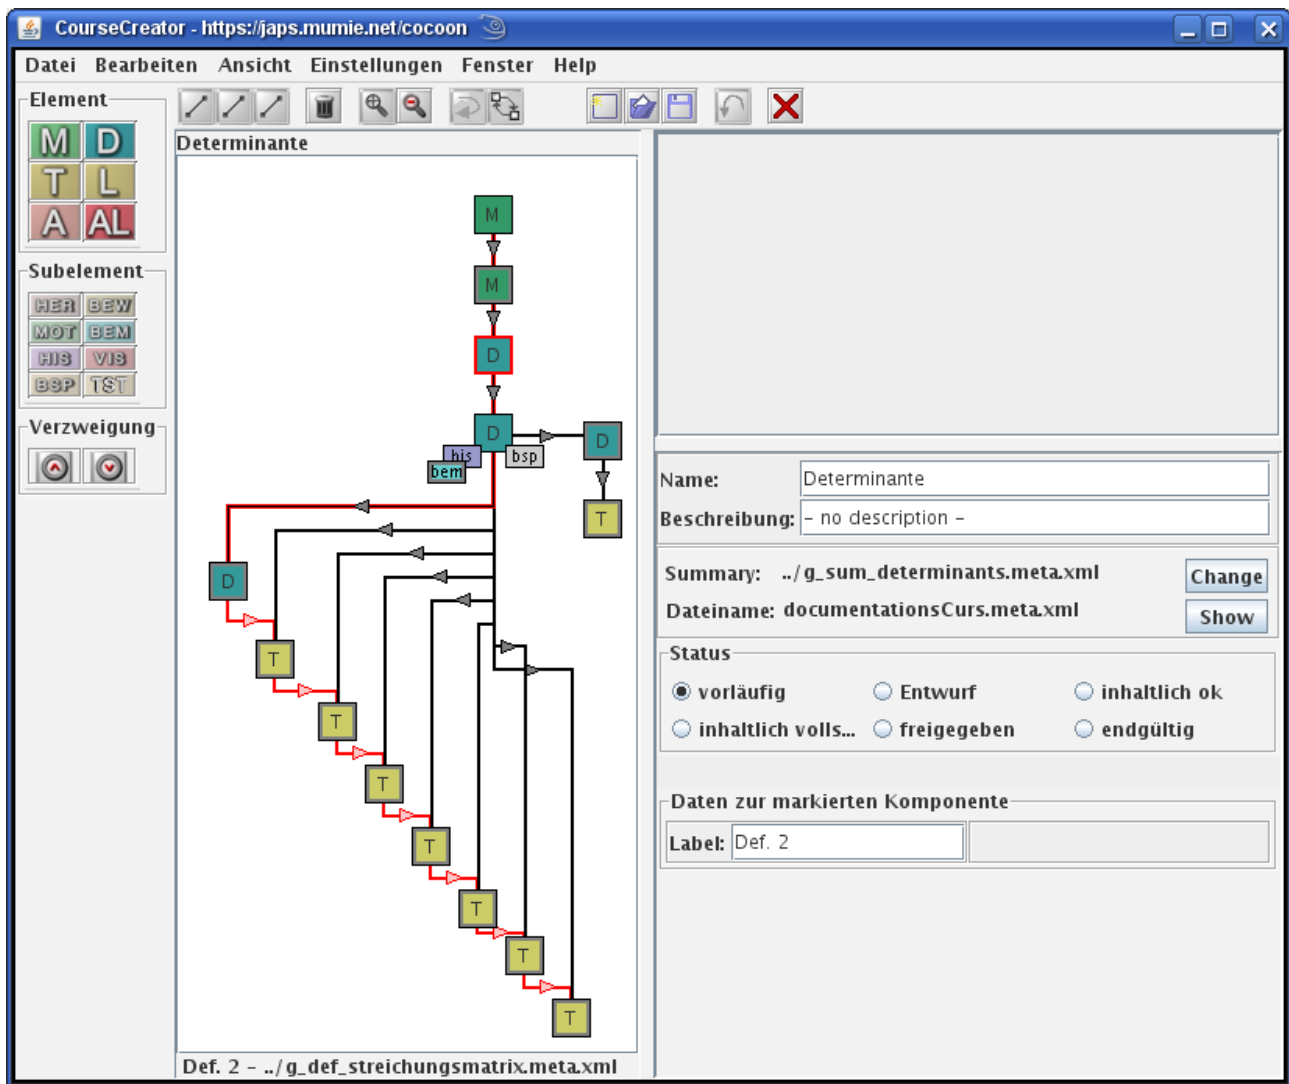 CourseCreator - https://japs.mumie.net/cocoon
Datei Bearbeiten Ansicht Einstellungen Fenster Help
Element
M D
T L
A AL
Subelement
HER BEW
MOT BEM
HIS VIS
BSP TST
Verzweigung
Determinante
M
M
D
D
D
his
bsp
bem
T
D
T
T
T
T
T
T
T
Def. 2 - ../g_def_streichungsmatrix.meta.xml
Name: Determinante
Beschreibung: - no description -
Summary: ../g_sum_determinants.meta.xml Change
Dateiname: documentationsCurs.meta.xml Show
Status
vorläufig Entwurf inhaltlich ok
inhaltlich volls... freigegeben endgültig
Daten zur markierten Komponente
Label: Def. 2